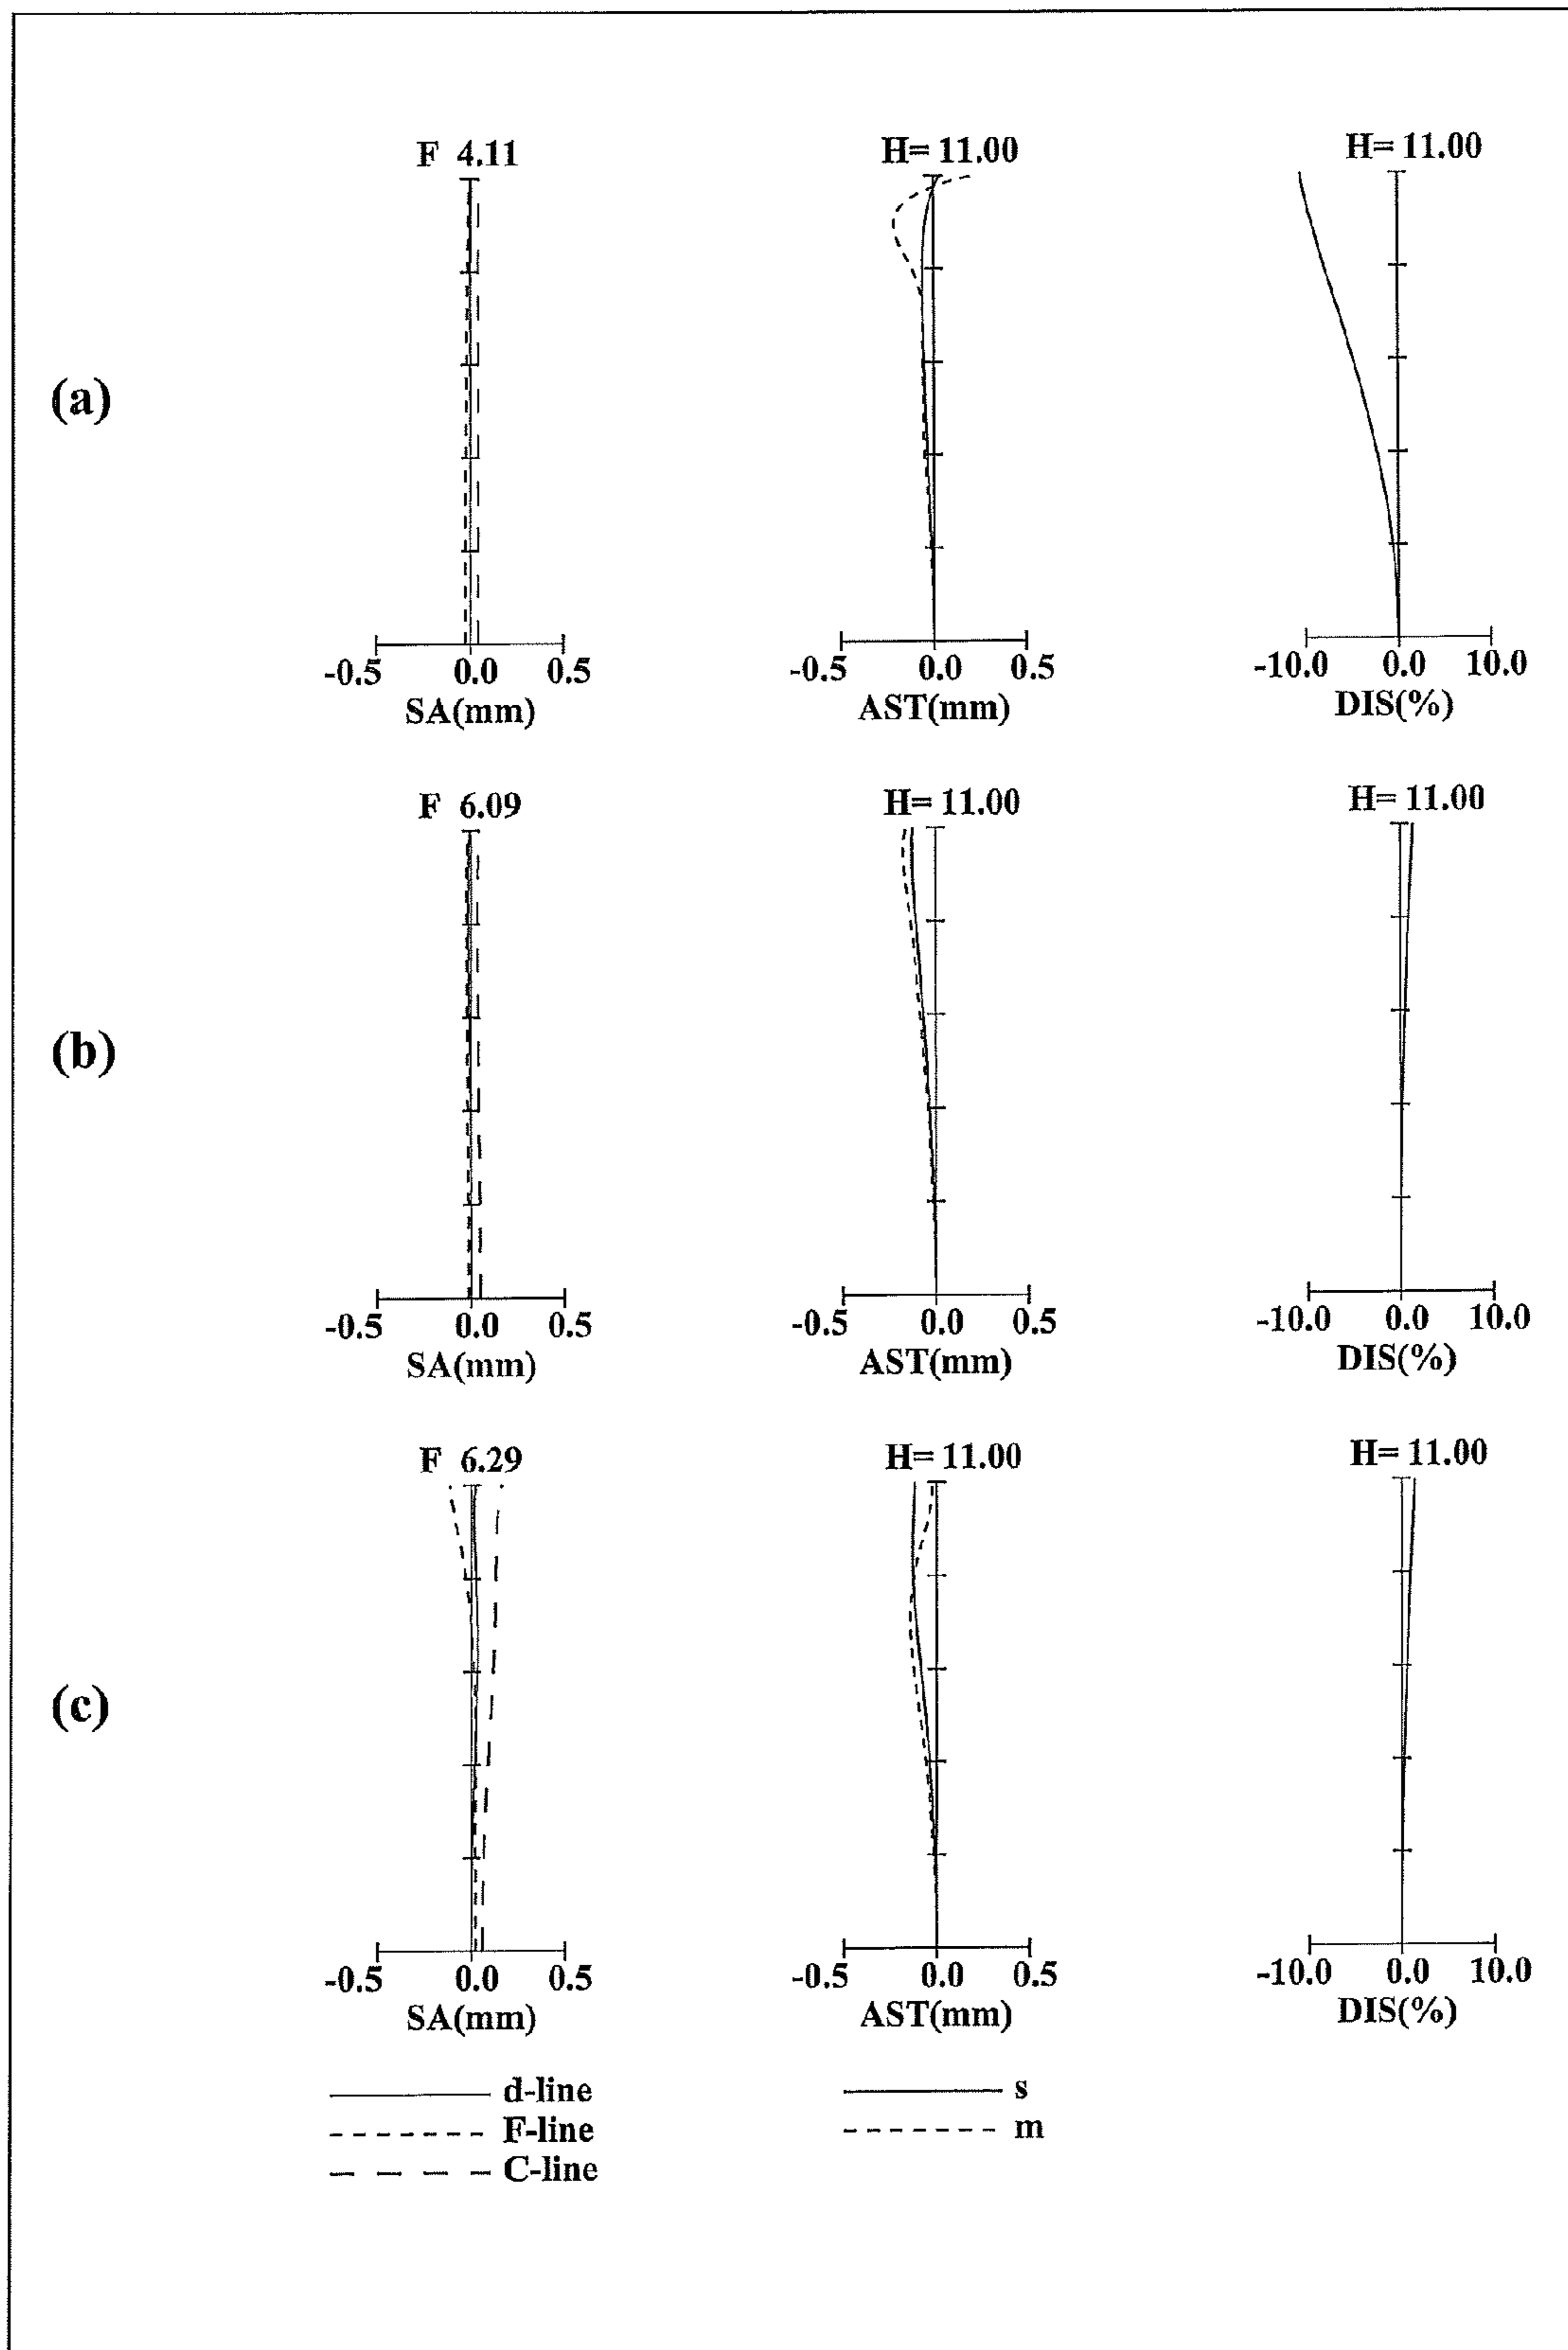 F 4.11 H= 11.00 H= 11.00
(a)
-0.5 0.0 0.5 -0.5 0.0 0.5 -10.0 0.0 10.0
SA(mm) AST(mm) DIS(%)
F 6.09 H= 11.00 H= 11.00
(b)
-0.5 0.0 0.5 -0.5 0.0 0.5 -10.0 0.0 10.0
SA(mm) AST(mm) DIS(%)
F 6.29 H= 11.00 H= 11.00
(c)
-0.5 0.0 0.5 -0.5 0.0 0.5 -10.0 0.0 10.0
SA(mm) AST(mm) DIS(%)
d-line s
F-line m
C-line